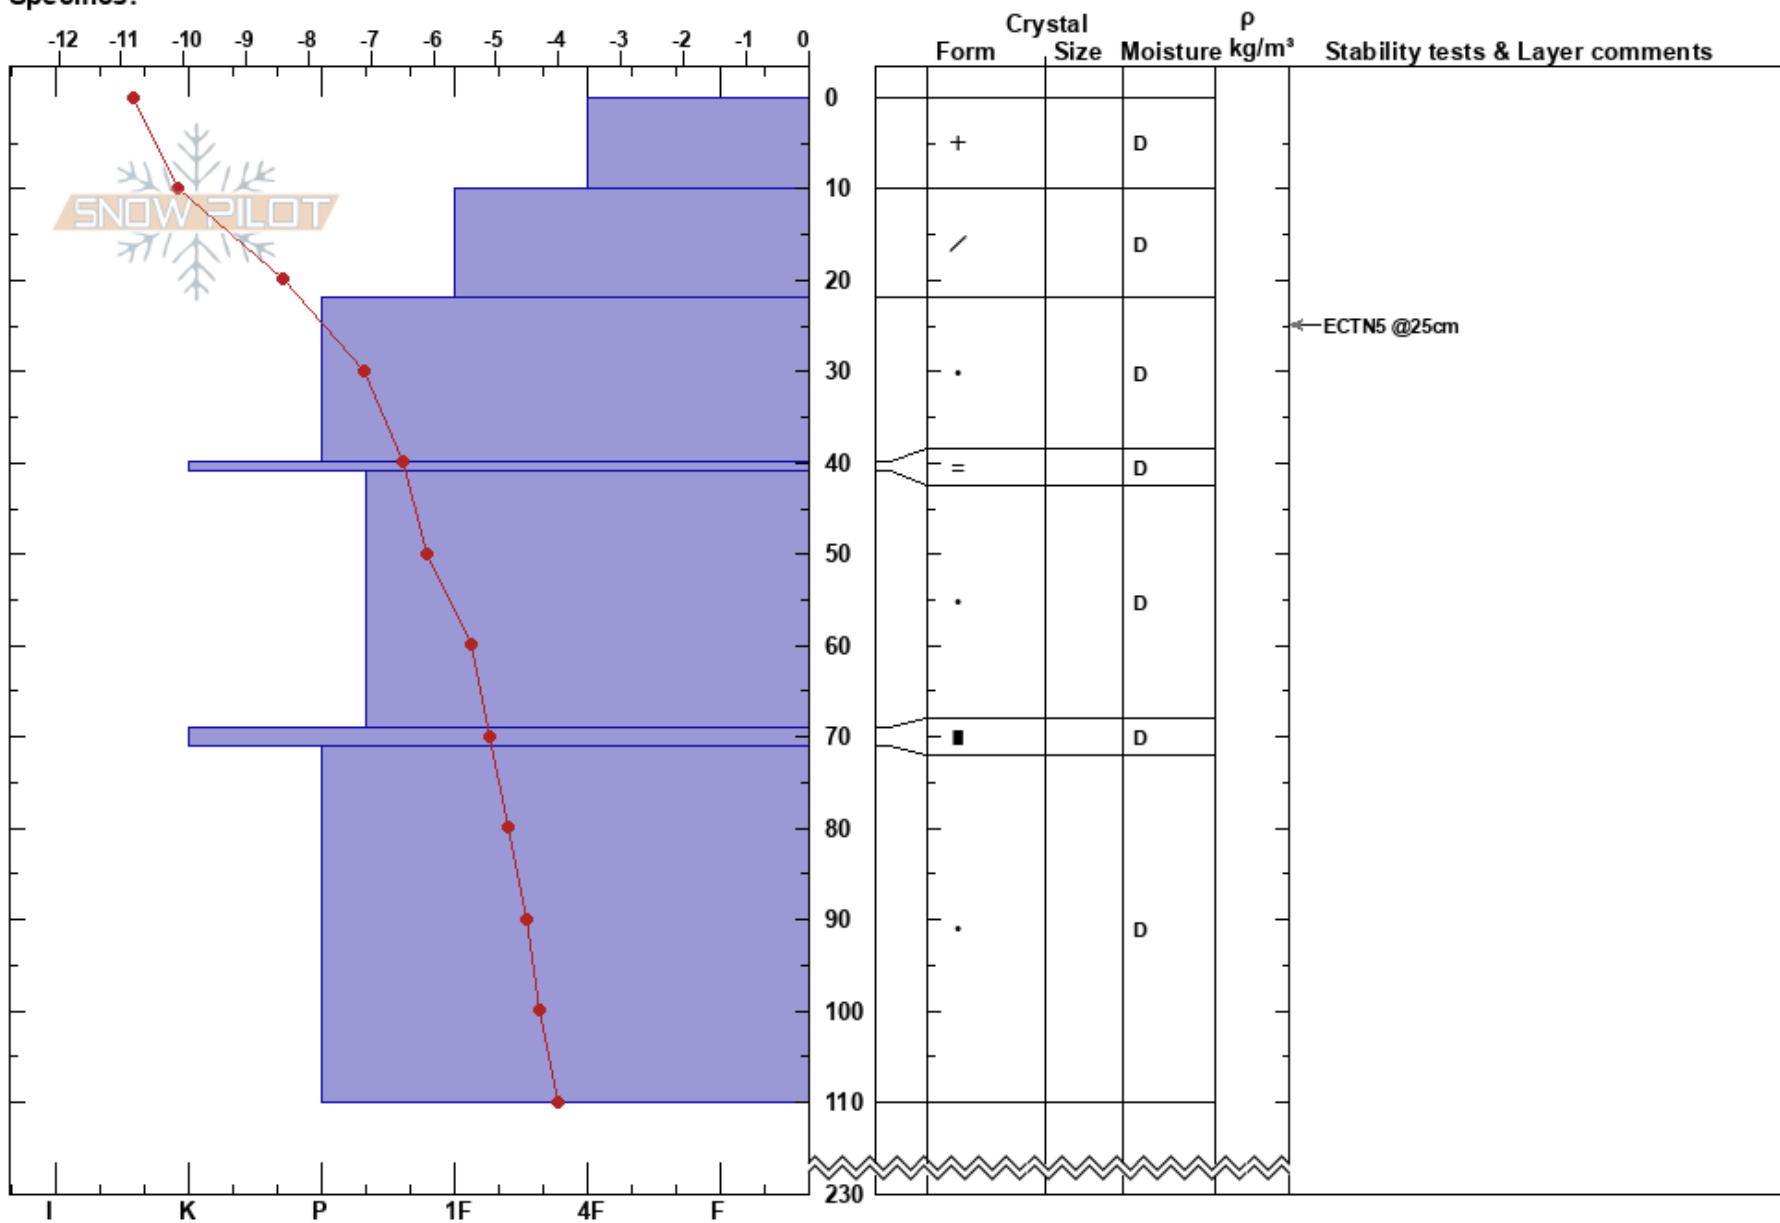 -12 -11 -10 -9 -8 -7 -6 -5 -4 -3 -2 -1 0
Crystal
Form Size Moisture ρ kg/m³ Stability tests & Layer comments
SNOW PILOT
0
+ D
10
/ D
20
ECTN5 @25cm
30
• D
40
= D
50
60
• D
70
■ D
80
90
• D
100
110
230
I K P 1F 4F F